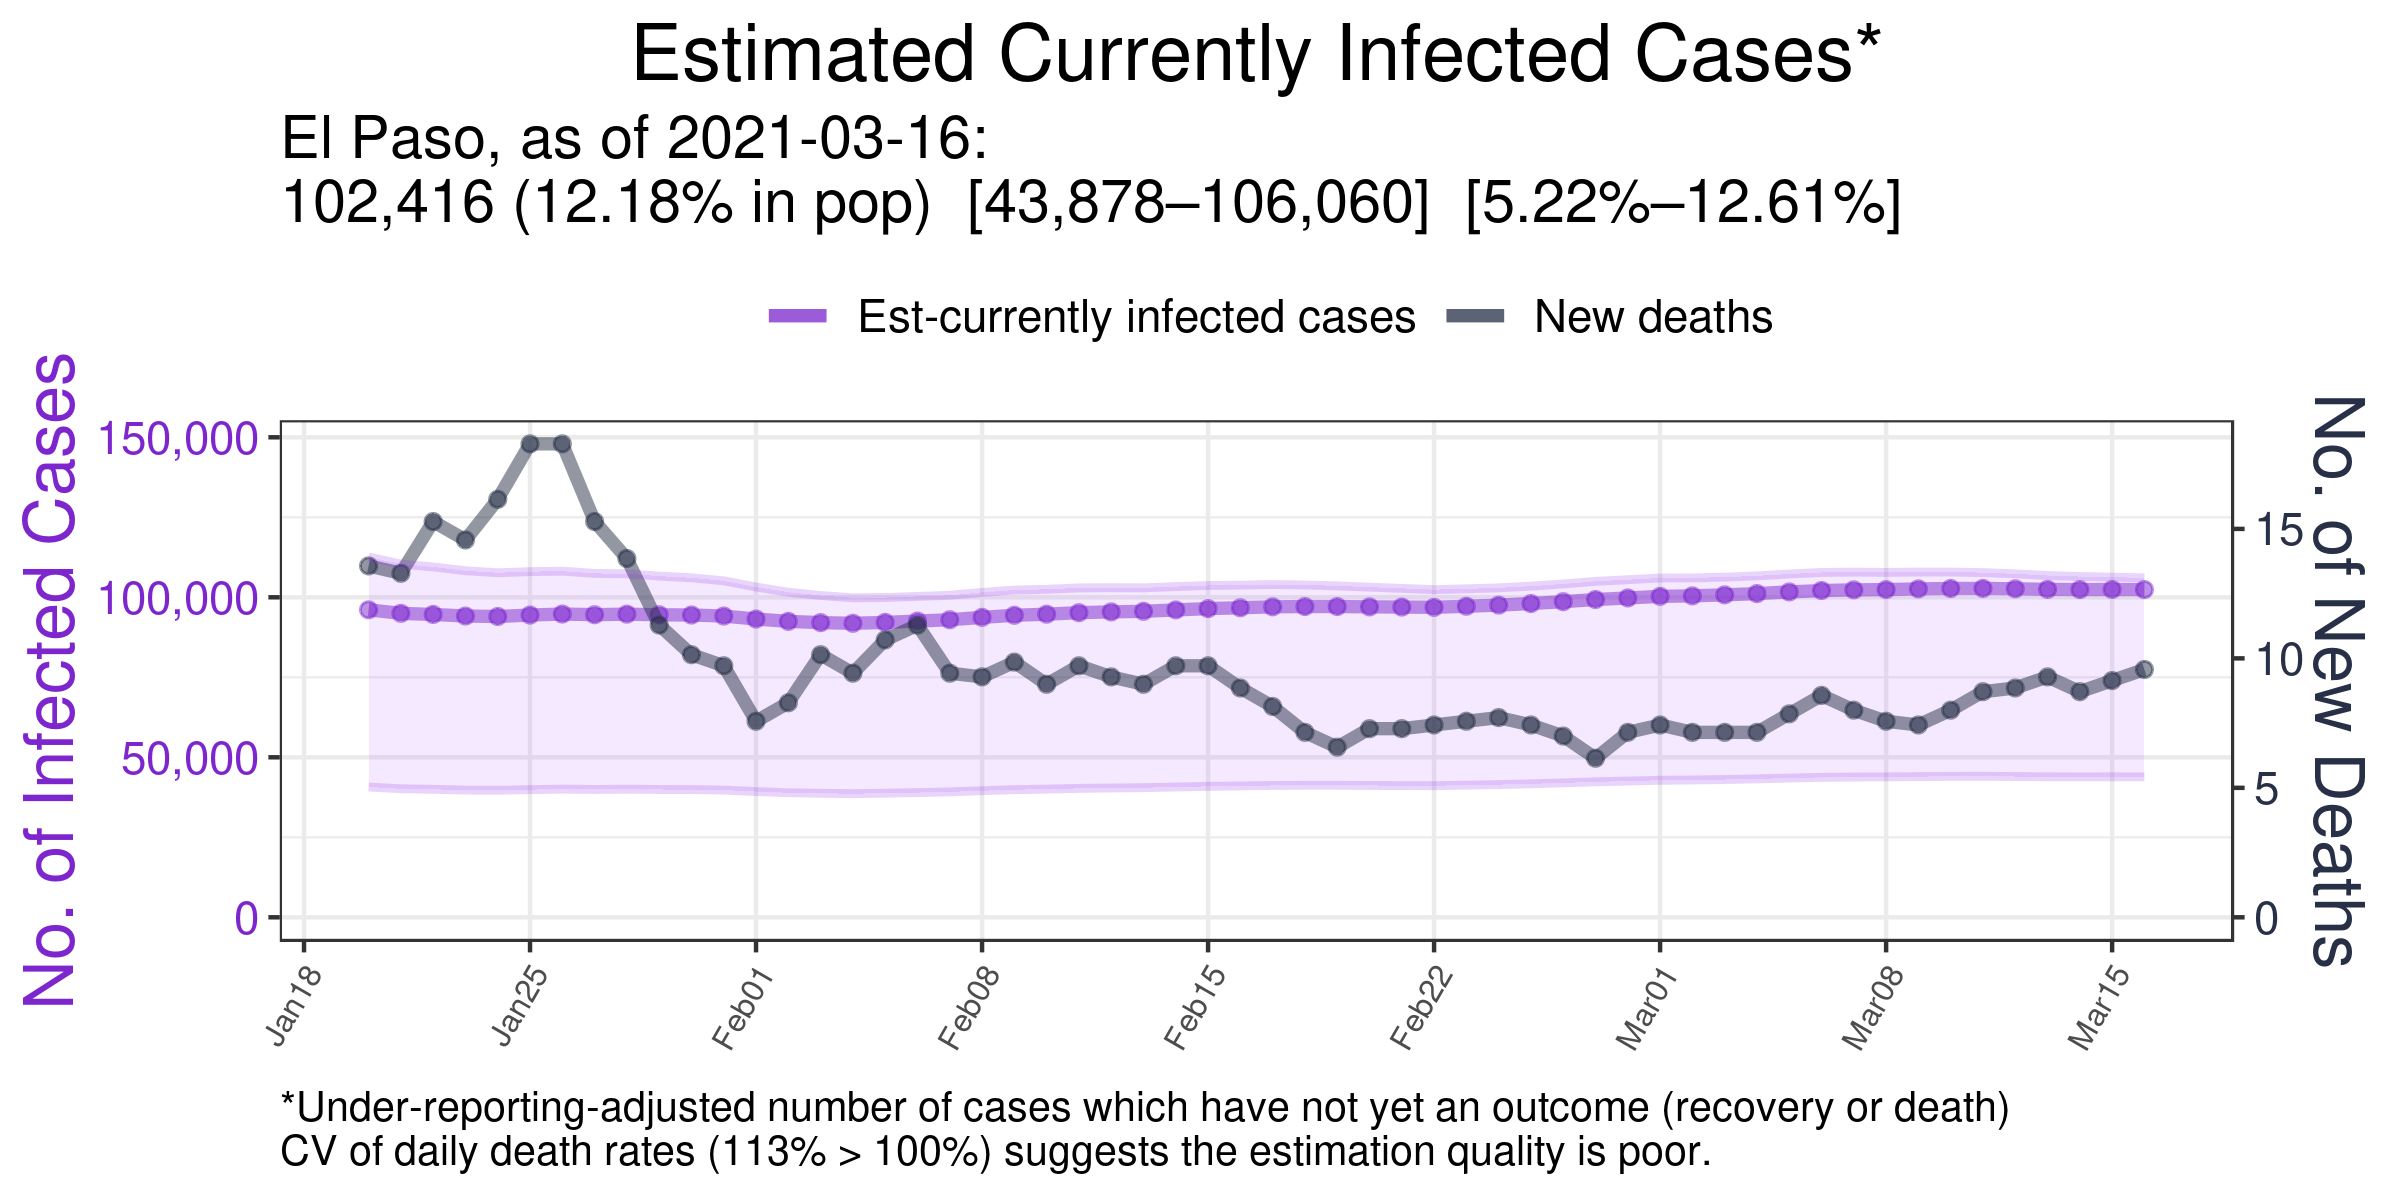 Estimated Currently Infected Cases*
El Paso, as of 2021-03-16:
102,416 (12.18% in pop)  [43,878–106,060]  [5.22%–12.61%]
Est-currently infected cases
New deaths
No. of Infected Cases
150,000
100,000
50,000
0
No. of New Deaths
15
10
5
0
Jan18
Jan25
Feb01
Feb08
Feb15
Feb22
Mar01
Mar08
Mar15
*Under-reporting-adjusted number of cases which have not yet an outcome (recovery or death)
CV of daily death rates (113% > 100%) suggests the estimation quality is poor.